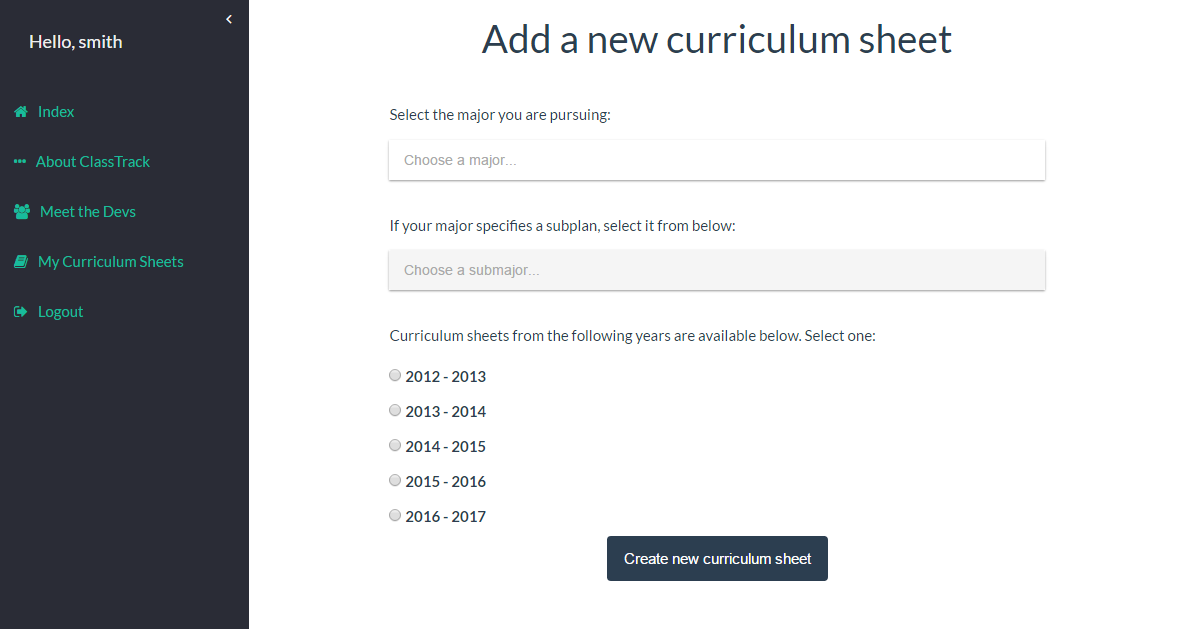 Hello, smith
Index
About ClassTrack
Meet the Devs
My Curriculum Sheets
Logout
Add a new curriculum sheet
Select the major you are pursuing:
Choose a major...
If your major specifies a subplan, select it from below:
Choose a submajor...
Curriculum sheets from the following years are available below. Select one:
2012 - 2013
2013 - 2014
2014 - 2015
2015 - 2016
2016 - 2017
Create new curriculum sheet